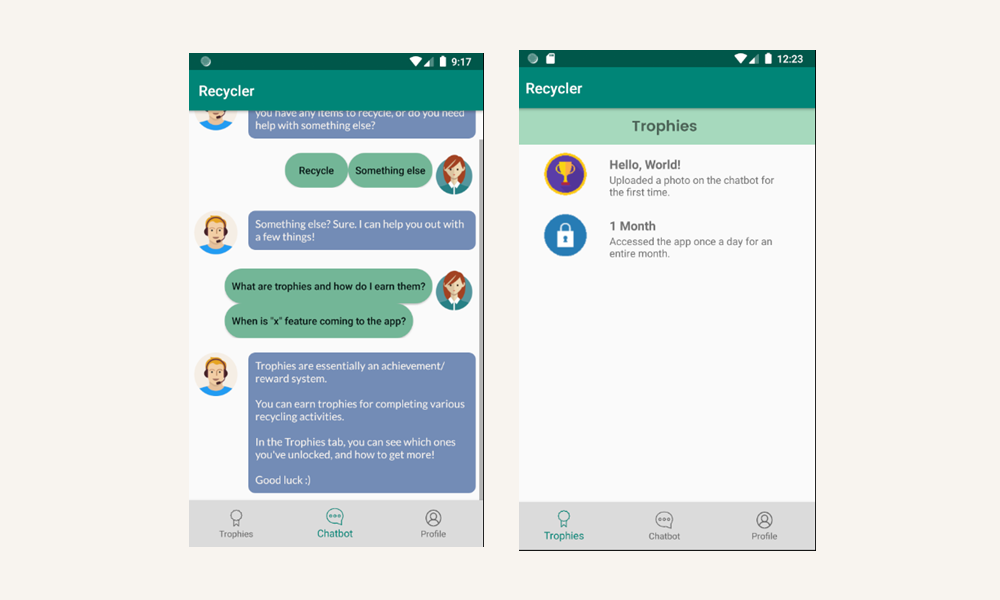 9:17
Recycler
you have any items to recycle, or do you need
help with something else?
Recycle
Something else
Something else? Sure. I can help you out with
a few things!
What are trophies and how do I earn them?
When is "x" feature coming to the app?
Trophies are essentially an achievement/
reward system.
You can earn trophies for completing various
recycling activities.
In the Trophies tab, you can see which ones
you've unlocked, and how to get more!
Good luck :)
Trophies
Chatbot
Profile
12:23
Recycler
Trophies
Hello, World!
Uploaded a photo on the chatbot for
the first time.
1 Month
Accessed the app once a day for an
entire month.
Trophies
Chatbot
Profile